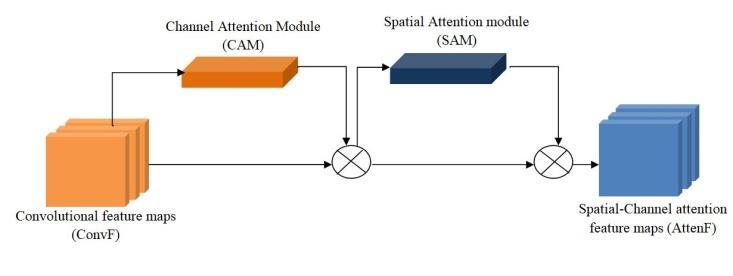 Channel Attention Module
(CAM)
Spatial Attention module
(SAM)
Convolutional feature maps
(ConvF)
Spatial-Channel attention
feature maps (AttenF)